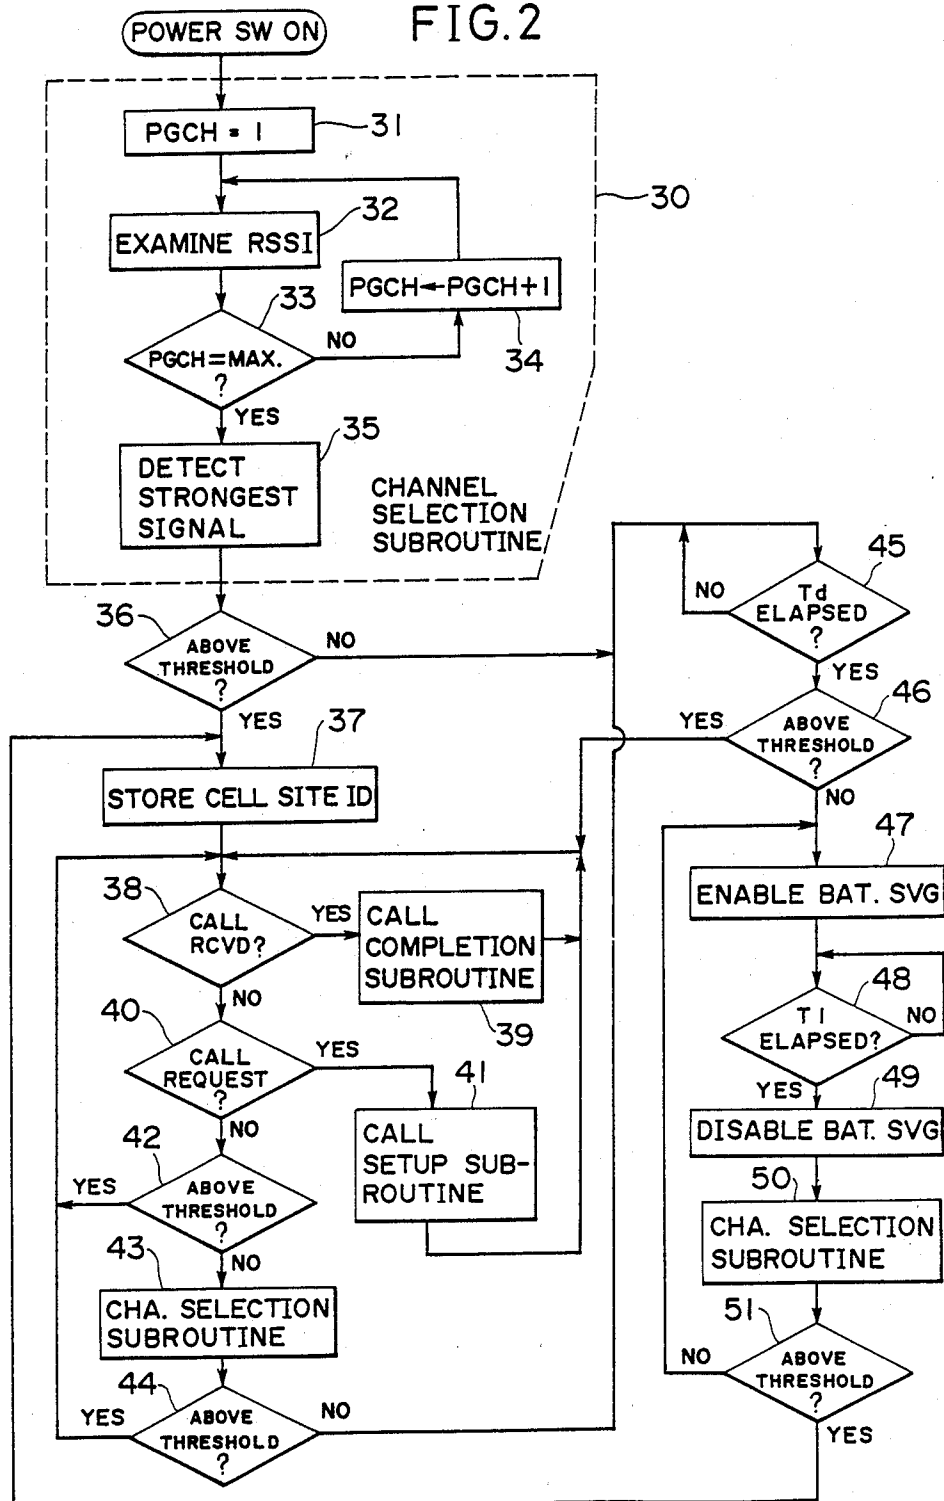 FIG.2
POWER SW ON
PGCH = 1
31
30
EXAMINE RSSI
32
PGCH←PGCH+1
34
33
PGCH=MAX.
?
NO
YES
35
DETECT
STRONGEST
SIGNAL
CHANNEL
SELECTION
SUBROUTINE
36
ABOVE
THRESHOLD
?
NO
YES
37
STORE CELL SITE ID
38
CALL
RCVD?
YES
CALL
COMPLETION
SUBROUTINE
39
NO
40
CALL
REQUEST
?
YES
41
CALL
SETUP SUB-
ROUTINE
NO
42
YES
ABOVE
THRESHOLD
?
NO
43
CHA. SELECTION
SUBROUTINE
44
YES
ABOVE
THRESHOLD
?
NO
45
NO
Td
ELAPSED
?
YES
46
YES
ABOVE
THRESHOLD
?
NO
47
ENABLE BAT. SVG
48
T1
ELAPSED?
NO
YES
49
DISABLE BAT. SVG
50
CHA. SELECTION
SUBROUTINE
51
NO
ABOVE
THRESHOLD
?
YES